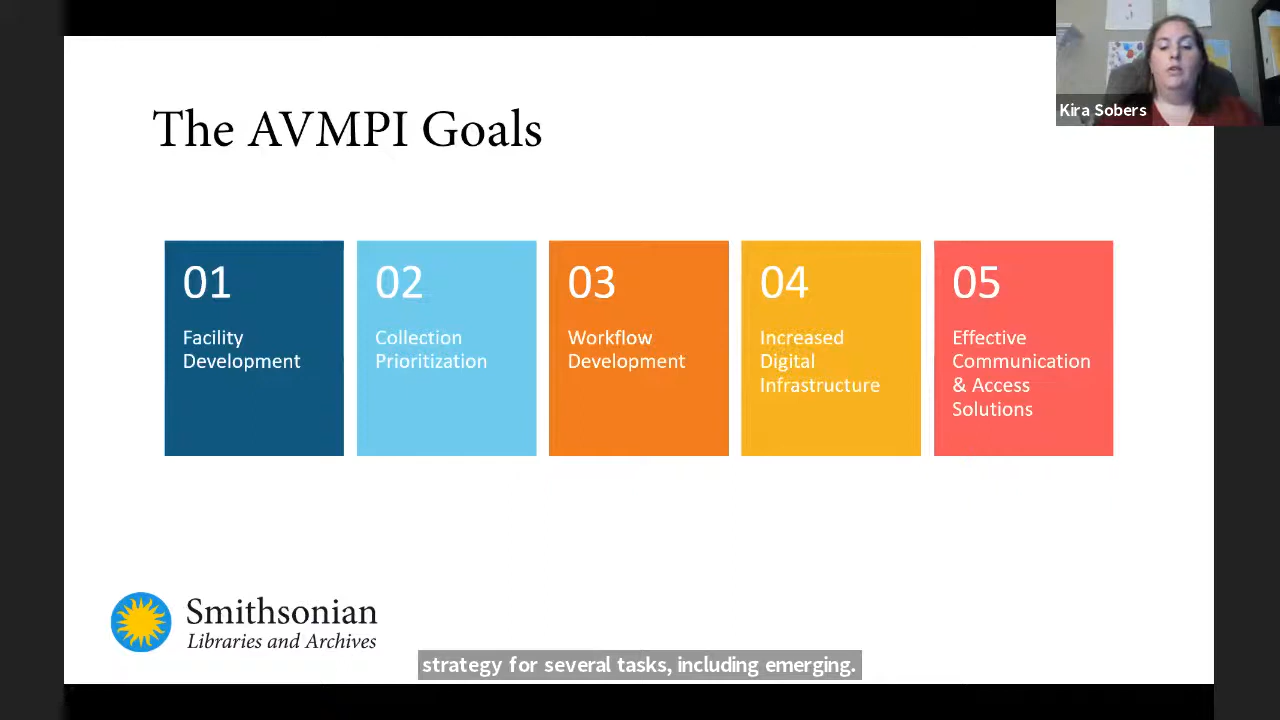 The AVMPI Goals
Kira Sobers
01
Facility
Development
02
Collection
Prioritization
03
Workflow
Development
04
Increased
Digital
Infrastructure
05
Effective
Communication
& Access
Solutions
Smithsonian
Libraries and Archives
strategy for several tasks, including emerging.